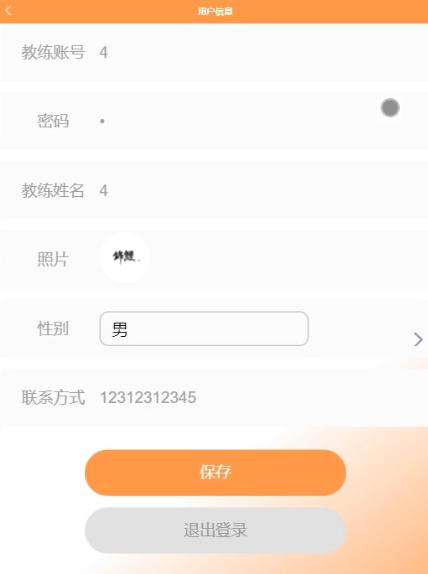 用户信息
教练账号 4
密码 •
教练姓名 4
照片
性别 男
联系方式 12312312345
保存
退出登录